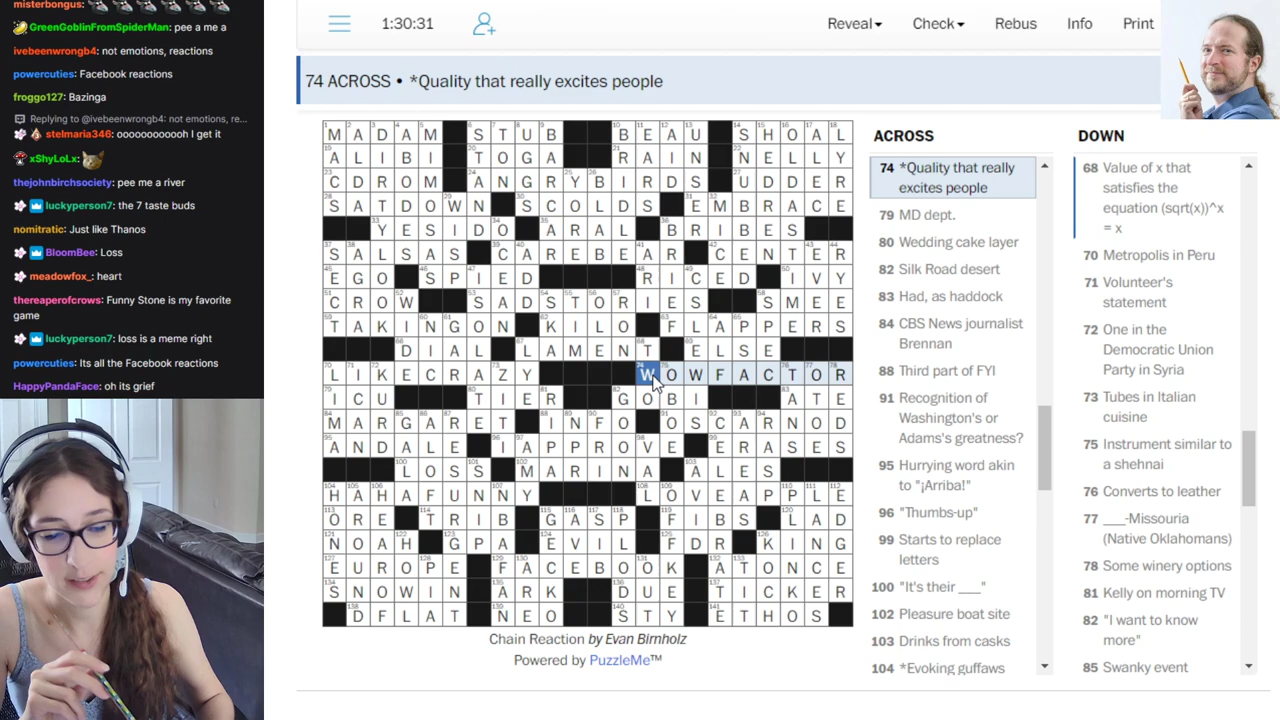 misterbongus:
GreenGoblinFromSpiderMan: pee a me a
ivebeenwrongb4: not emotions, reactions
powercuties: Facebook reactions
froggo127: Bazinga
Replying to @ivebeenwrongb4: not emotions, re...
stelmaria346: oooooooooooh I get it
xShyLoLx:
thejohnbirchsociety: pee me a river
luckyperson7: the 7 taste buds
nomitratic: Just like Thanos
BloomBee: Loss
meadowfox_: heart
thereaperofcrows: Funny Stone is my favorite
game
luckyperson7: loss is a meme right
powercuties: Its all the Facebook reactions
HappyPandaFace: oh its grief
1:30:31
Reveal
Check
Rebus
Info
Print
74 ACROSS • *Quality that really excites people
MADAM STUB BEAU SHOAL
ALIBI TOGA RAIN NELLY
CDROM ANGRYBIRDS UDDER
SATDOWN SCOLDS EMBRACE
YESIDO ARAL BRIBES
SALSAS CAREBEAR CENTER
EGO SPIED RICED IVY
CROW SADSTORIES SMEE
TAKINGON KILO FLAPPERS
DIAL LAMENT ELSE
LIKECRAZY WOWFACTOR
ICU TIER GOBI ATE
MARGARET INFO OSCARNOD
ANDALE IAPPROVE ERASES
LOSS MARINA ALES
HAHAFUNNY LOVEAPPLE
ORE TRIB GASP FIBS LAD
NOAH GPA EVIL FDR KING
EUROPE FACEBOOK ATONCE
SNOWIN ARK DUE TICKER
DFLAT NEO STY ETHOS
Chain Reaction by Evan Birnholz
Powered by PuzzleMe™
ACROSS
74 *Quality that really
excites people
79 MD dept.
80 Wedding cake layer
82 Silk Road desert
83 Had, as haddock
84 CBS News journalist
Brennan
88 Third part of FYI
91 Recognition of
Washington's or
Adams's greatness?
95 Hurrying word akin
to "¡Arriba!"
96 "Thumbs-up"
99 Starts to replace
letters
100 "It's their ___"
102 Pleasure boat site
103 Drinks from casks
104 *Evoking guffaws
DOWN
68 Value of x that
satisfies the
equation (sqrt(x))^x
= x
70 Metropolis in Peru
71 Volunteer's
statement
72 One in the
Democratic Union
Party in Syria
73 Tubes in Italian
cuisine
75 Instrument similar to
a shehnai
76 Converts to leather
77 ___-Missouria
(Native Oklahomans)
78 Some winery options
81 Kelly on morning TV
82 "I want to know
more"
85 Swanky event